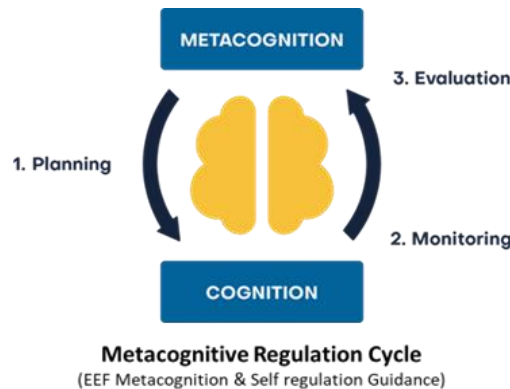 METACOGNITION
3. Evaluation
1. Planning
2. Monitoring
COGNITION
Metacognitive Regulation Cycle
(EEF Metacognition & Self regulation Guidance)